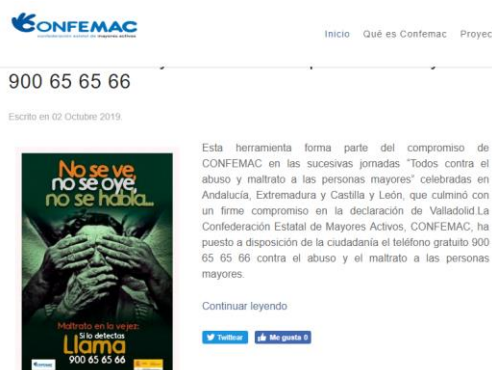 CONFEMAC
confederación estatal de mayores activos
Inicio Qué es Confemac Proyec
900 65 65 66
Escrito en 02 Octubre 2019.
No se ve,
no se oye,
no se habla...
Maltrato en la vejez:
Si lo detectas
Llama
900 65 65 66
Esta herramienta forma parte del compromiso de
CONFEMAC en las sucesivas jornadas "Todos contra el
abuso y maltrato a las personas mayores" celebradas en
Andalucía, Extremadura y Castilla y León, que culminó con
un firme compromiso en la declaración de Valladolid.La
Confederación Estatal de Mayores Activos, CONFEMAC, ha
puesto a disposición de la ciudadanía el teléfono gratuito 900
65 65 66 contra el abuso y el maltrato a las personas
mayores.
Continuar leyendo
Twittear Me gusta 0